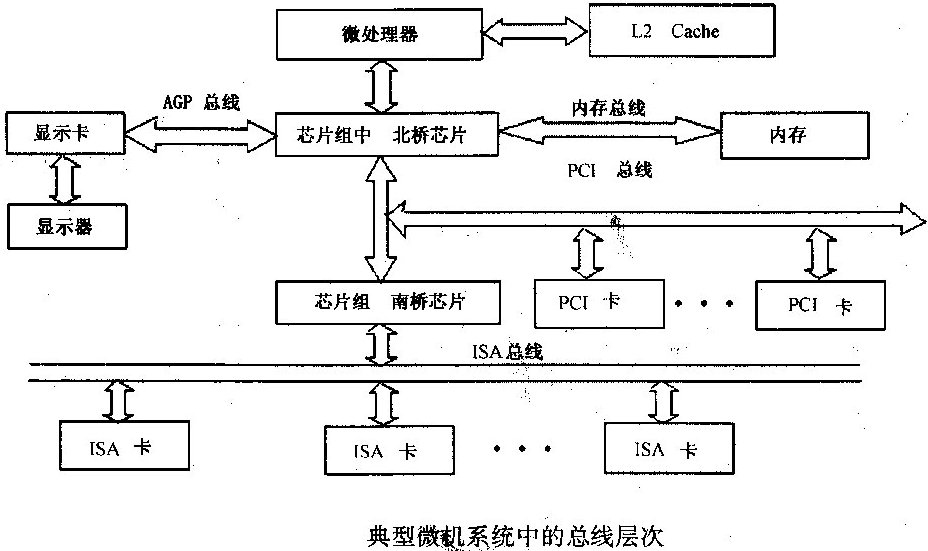 微处理器
L2 Cache
AGP 总线
内存总线
显示卡
芯片组中 北桥芯片
内存
PCI 总线
显示器
芯片组 南桥芯片
PCI 卡
PCI 卡
ISA总线
ISA 卡
ISA 卡
ISA 卡
典型微机系统中的总线层次